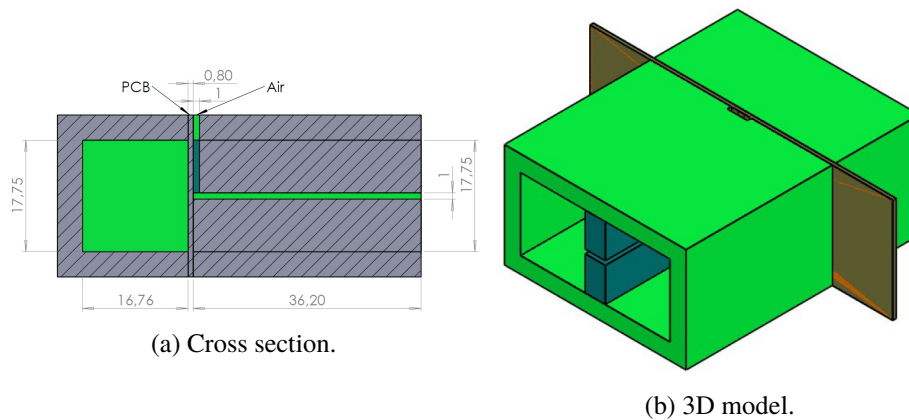 0,80
PCB
Air
1
17,75
1
17,75
16,76
36,20
(a) Cross section.
(b) 3D model.